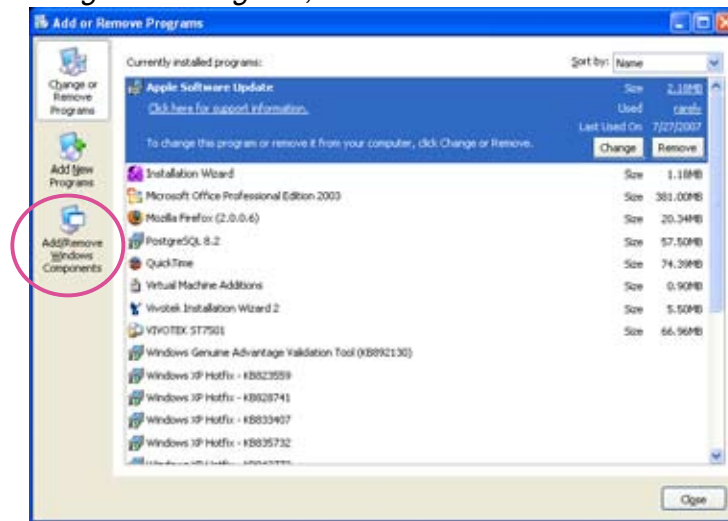 Add or Remove Programs
Change or
Remove
Programs
Add New
Programs
Add/Remove
Windows
Components
Currently installed programs:
Sort by: Name
Apple Software Update
Size 2.18MB
Click here for support information.
Used rarely
Last Used On 7/27/2007
To change this program or remove it from your computer, click Change or Remove.
Change Remove
Installation Wizard Size 1.18MB
Microsoft Office Professional Edition 2003 Size 381.00MB
Mozilla Firefox (2.0.0.6) Size 20.34MB
PostgreSQL 8.2 Size 57.50MB
QuickTime Size 74.39MB
Virtual Machine Additions Size 0.90MB
Vivotek Installation Wizard 2 Size 5.50MB
VIVOTEK ST7501 Size 66.96MB
Windows Genuine Advantage Validation Tool (KB892130)
Windows XP Hotfix - KB823559
Windows XP Hotfix - KB828741
Windows XP Hotfix - KB833407
Windows XP Hotfix - KB835732
Close